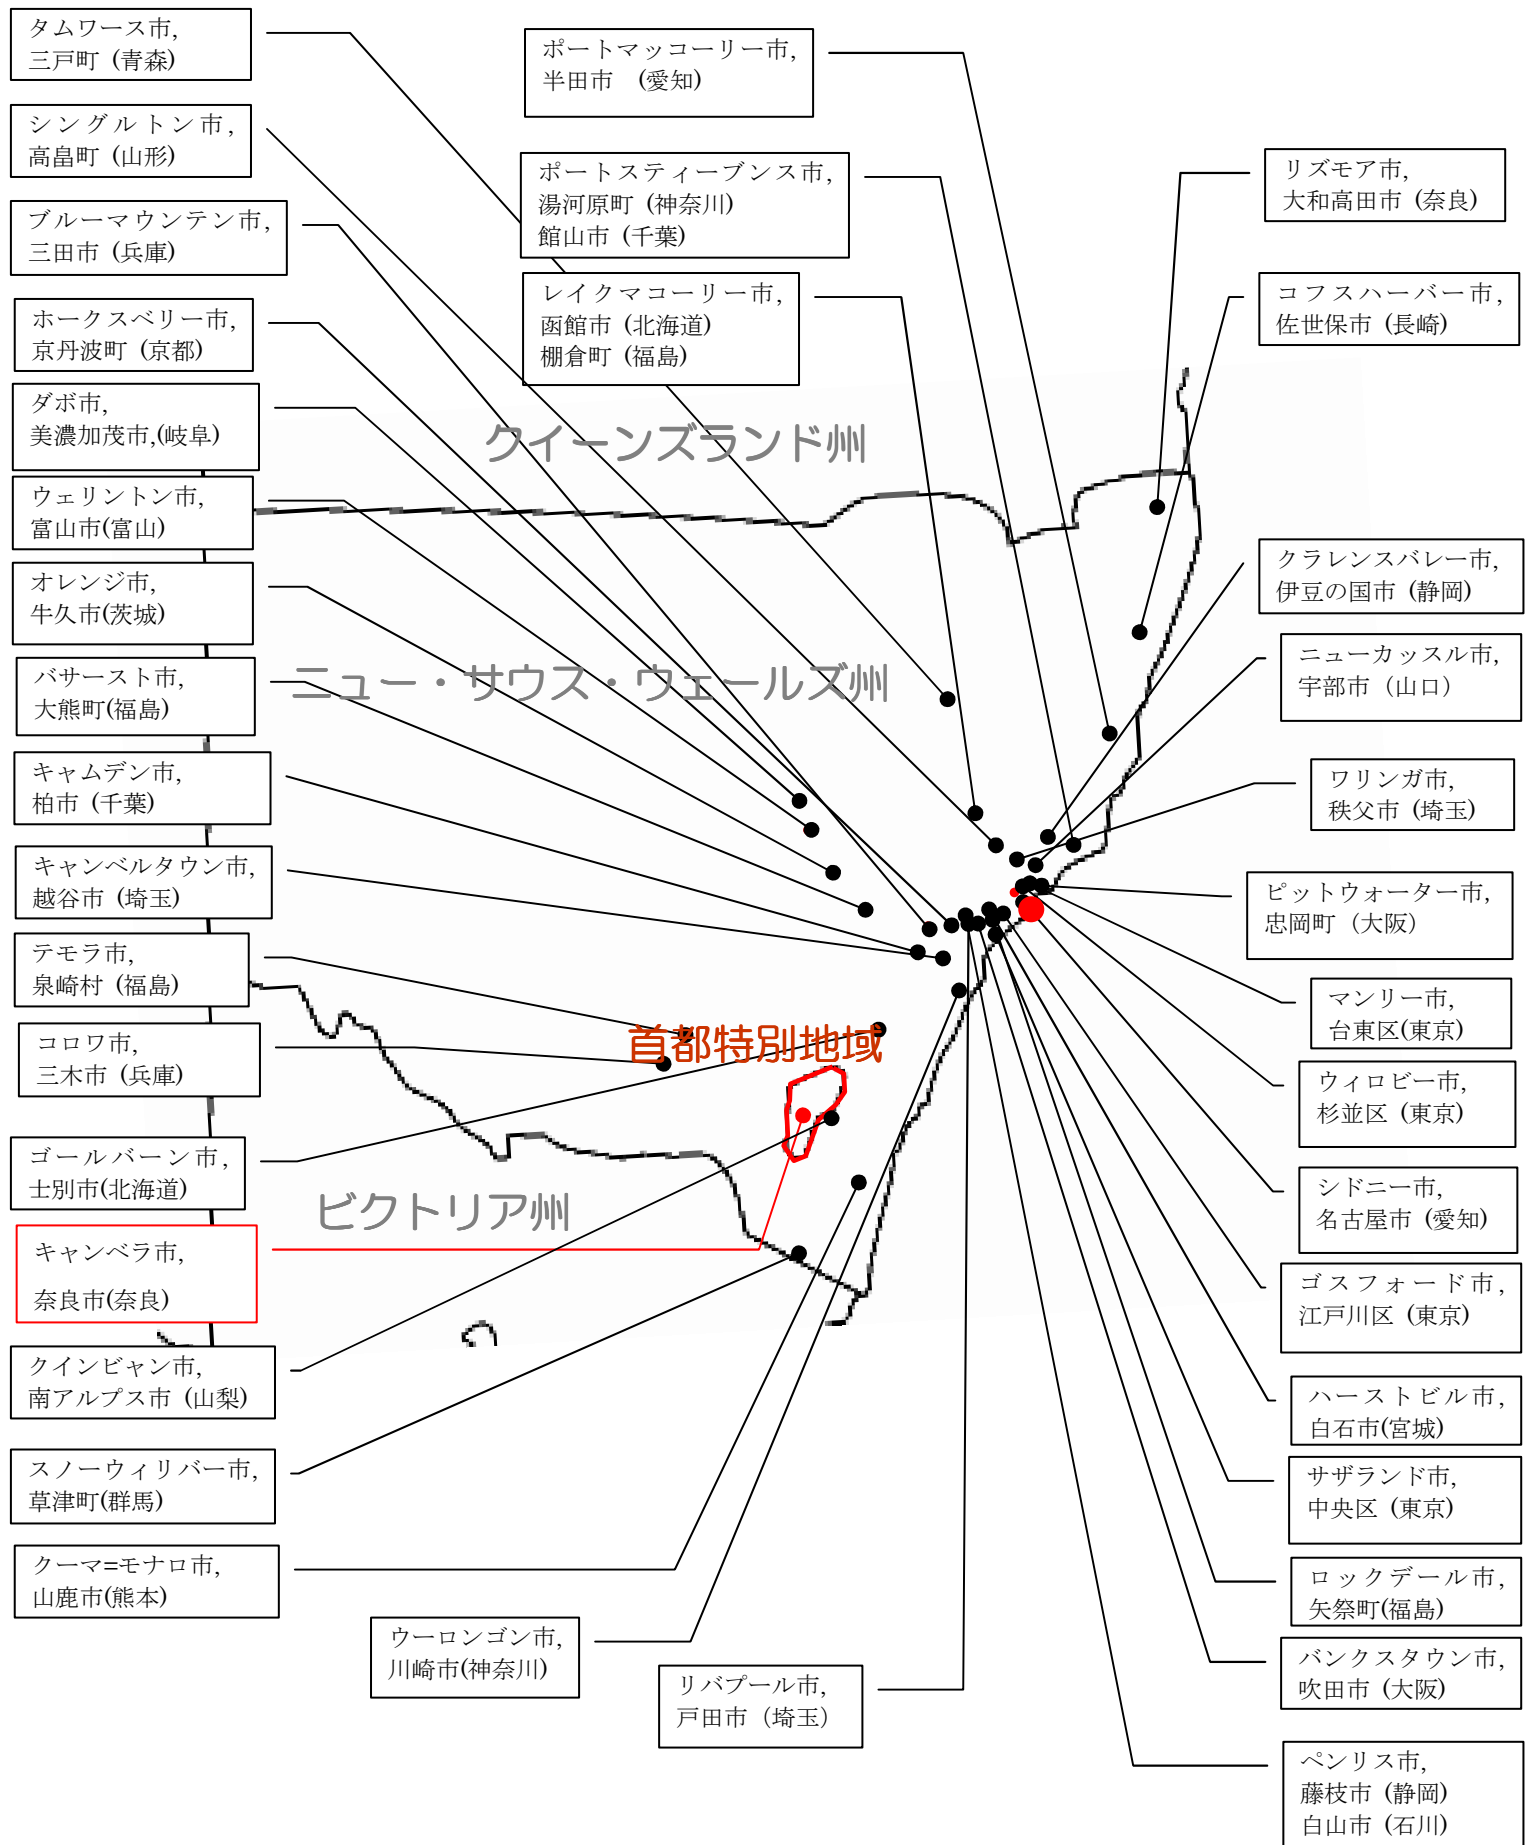 タムワース市,
三戸町 (青森)
シングルトン市,
高畠町 (山形)
ブルーマウンテン市,
三田市 (兵庫)
ホークスベリー市,
京丹波町 (京都)
ダボ市,
美濃加茂市,(岐阜)
ウェリントン市,
富山市(富山)
オレンジ市,
牛久市(茨城)
バサースト市,
大熊町(福島)
キャムデン市,
柏市 (千葉)
キャンベルタウン市,
越谷市 (埼玉)
テモラ市,
泉崎村 (福島)
コロワ市,
三木市 (兵庫)
ゴールバーン市,
士別市(北海道)
キャンベラ市,
奈良市(奈良)
クインビャン市,
南アルプス市 (山梨)
スノーウィリバー市,
草津町(群馬)
クーマ=モナロ市,
山鹿市(熊本)
ポートマッコーリー市,
半田市 (愛知)
ポートスティーブンス市,
湯河原町 (神奈川)
館山市 (千葉)
レイクマコーリー市,
函館市 (北海道)
棚倉町 (福島)
クイーンズランド州
ニュー・サウス・ウェールズ州
首都特別地域
ビクトリア州
ウーロンゴン市,
川崎市(神奈川)
リバプール市,
戸田市（埼玉）
リズモア市,
大和高田市 (奈良)
コフスハーバー市,
佐世保市 (長崎)
クラレンスバレー市,
伊豆の国市 (静岡)
ニューカッスル市,
宇部市（山口）
ワリンガ市,
秩父市 (埼玉)
ピットウォーター市,
忠岡町（大阪）
マンリー市,
台東区(東京)
ウィロビー市,
杉並区 (東京)
シドニー市,
名古屋市 (愛知)
ゴスフォード市,
江戸川区 (東京)
ハーストビル市,
白石市(宮城)
サザランド市,
中央区 (東京)
ロックデール市,
矢祭町(福島)
バンクスタウン市,
吹田市 (大阪)
ペンリス市,
藤枝市 (静岡)
白山市 (石川)